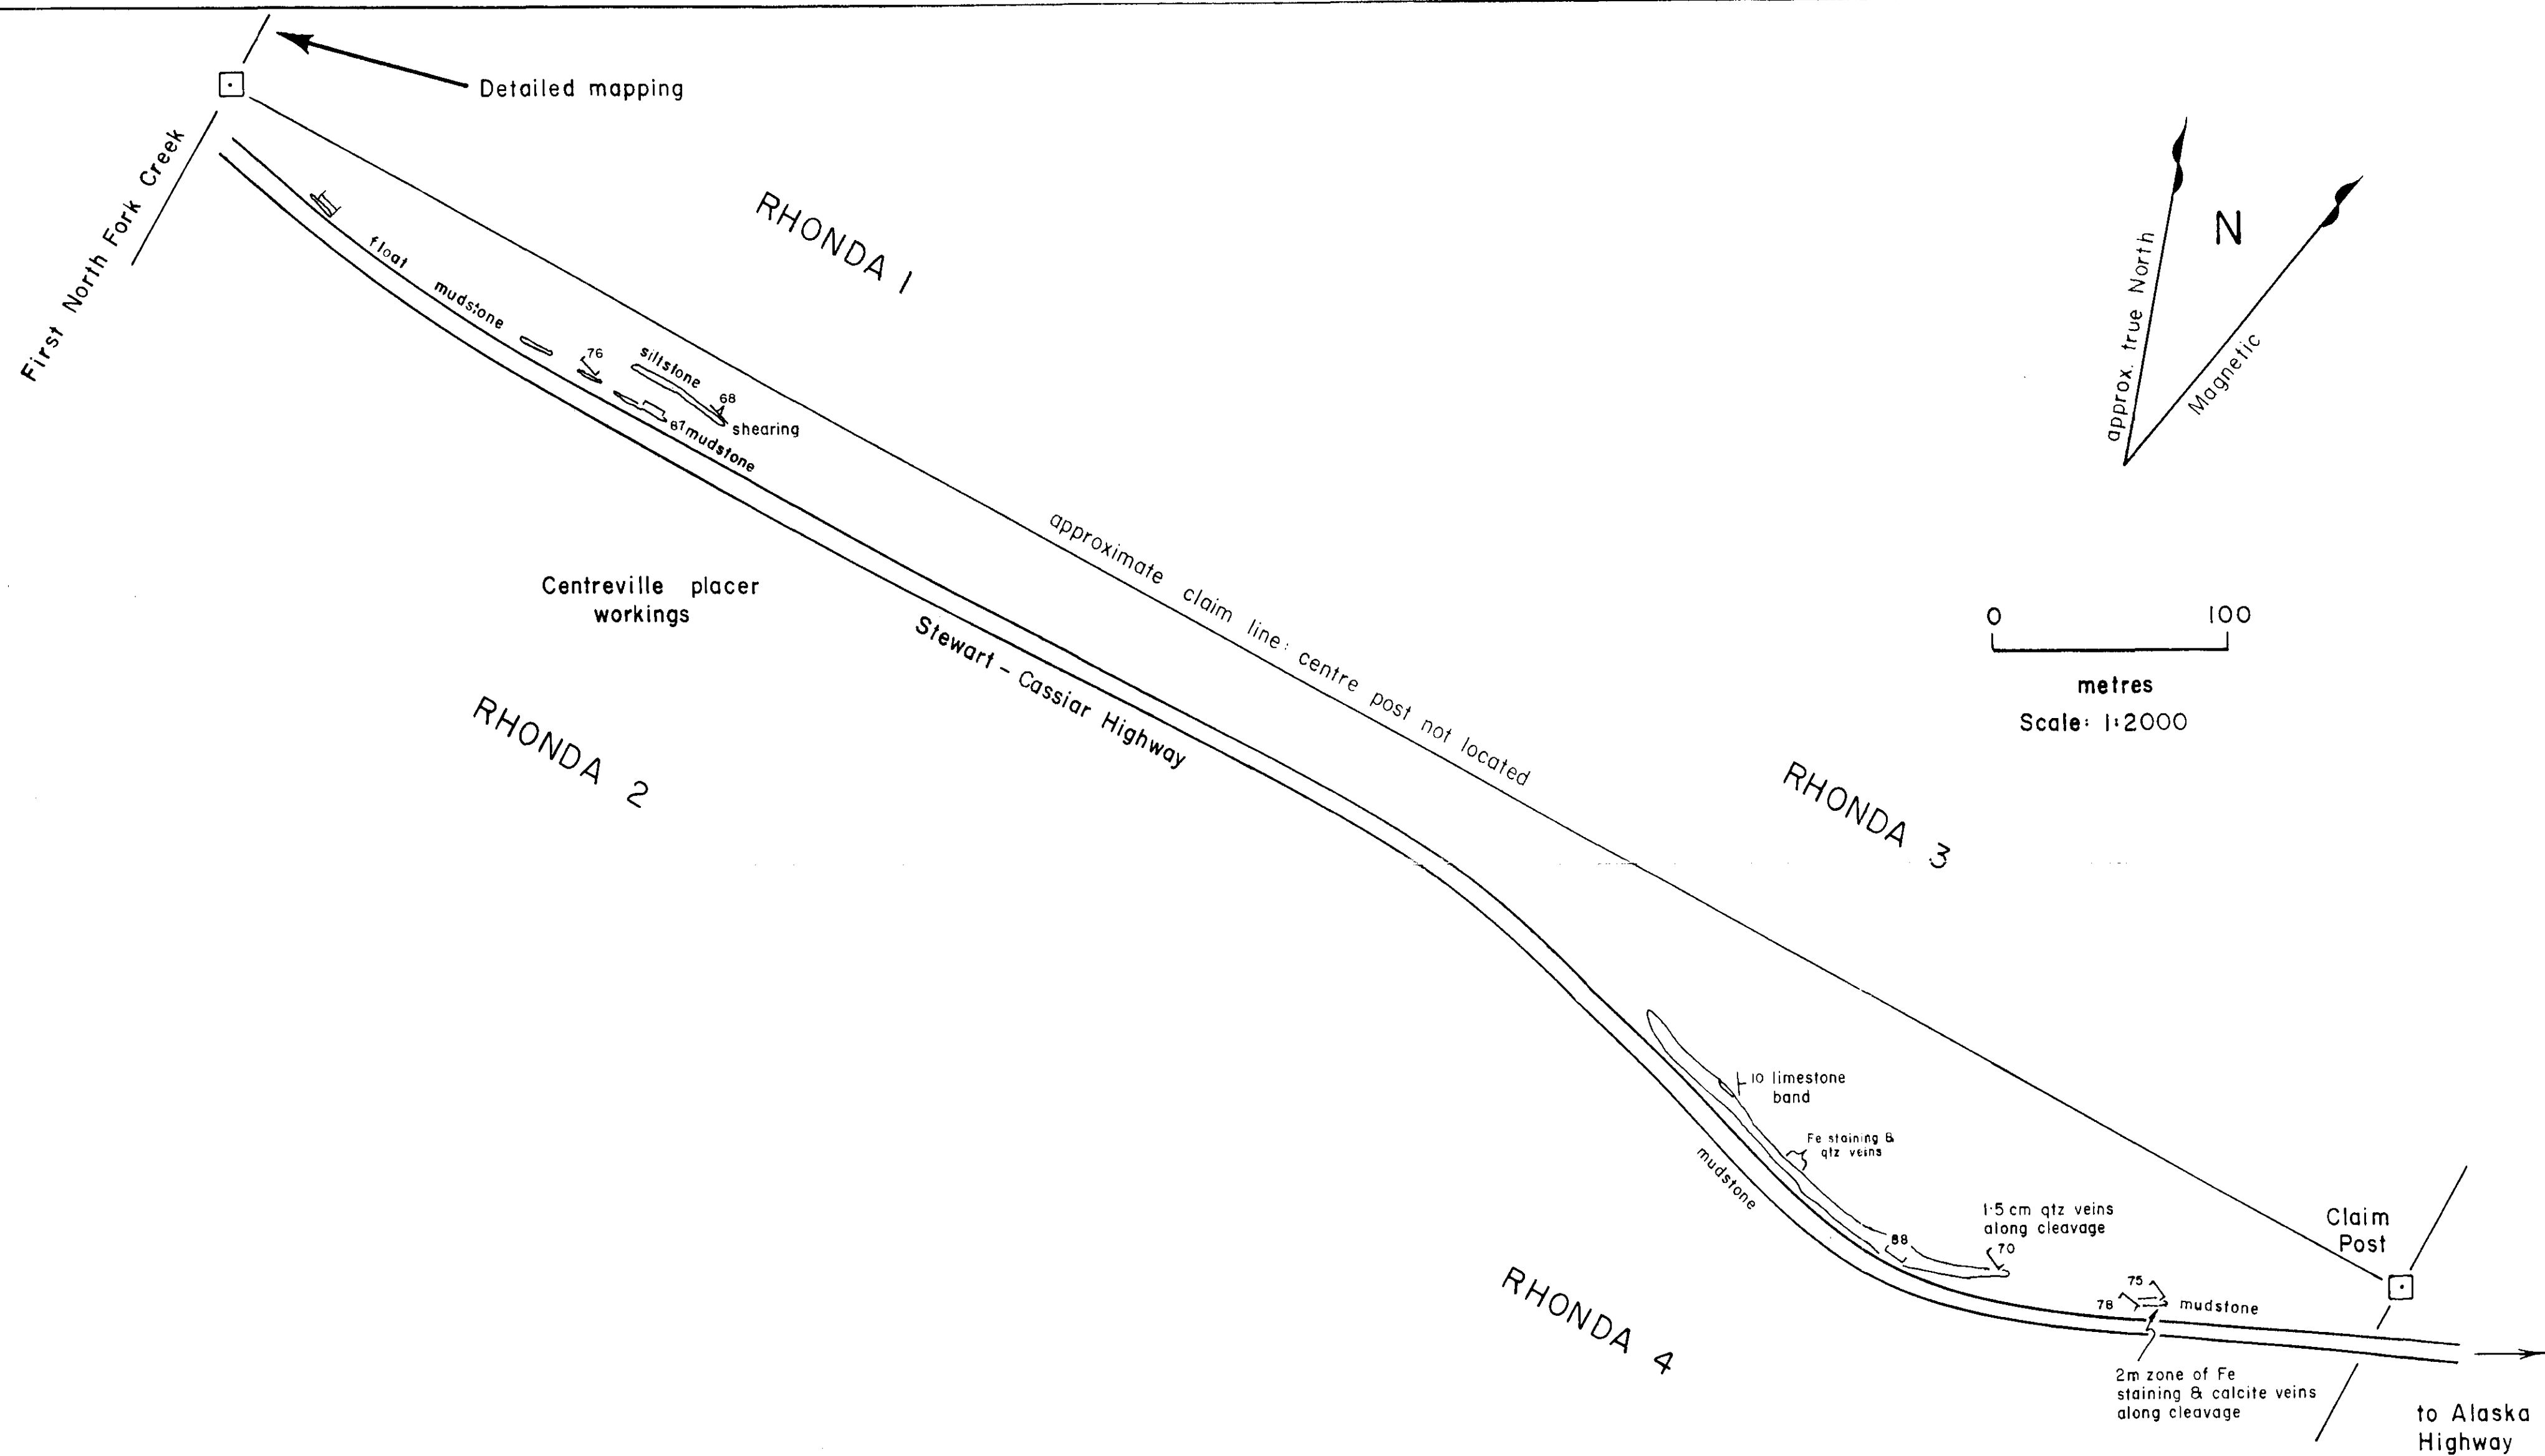 Detailed mapping
First North Fork Creek
RHONDA 1
float
mudstone
76
siltstone
68
shearing
87 mudstone
approx. true North
N
Magnetic
0 100
metres
Scale: 1:2000
approximate claim line: centre post not located
Centreville placer
workings
Stewart - Cassiar Highway
RHONDA 2
RHONDA 3
10 limestone
band
Fe staining &
qtz veins
mudstone
1·5 cm qtz veins
along cleavage
88
70
Claim
Post
75
78
mudstone
RHONDA 4
2m zone of Fe
staining & calcite veins
along cleavage
to Alaska
Highway